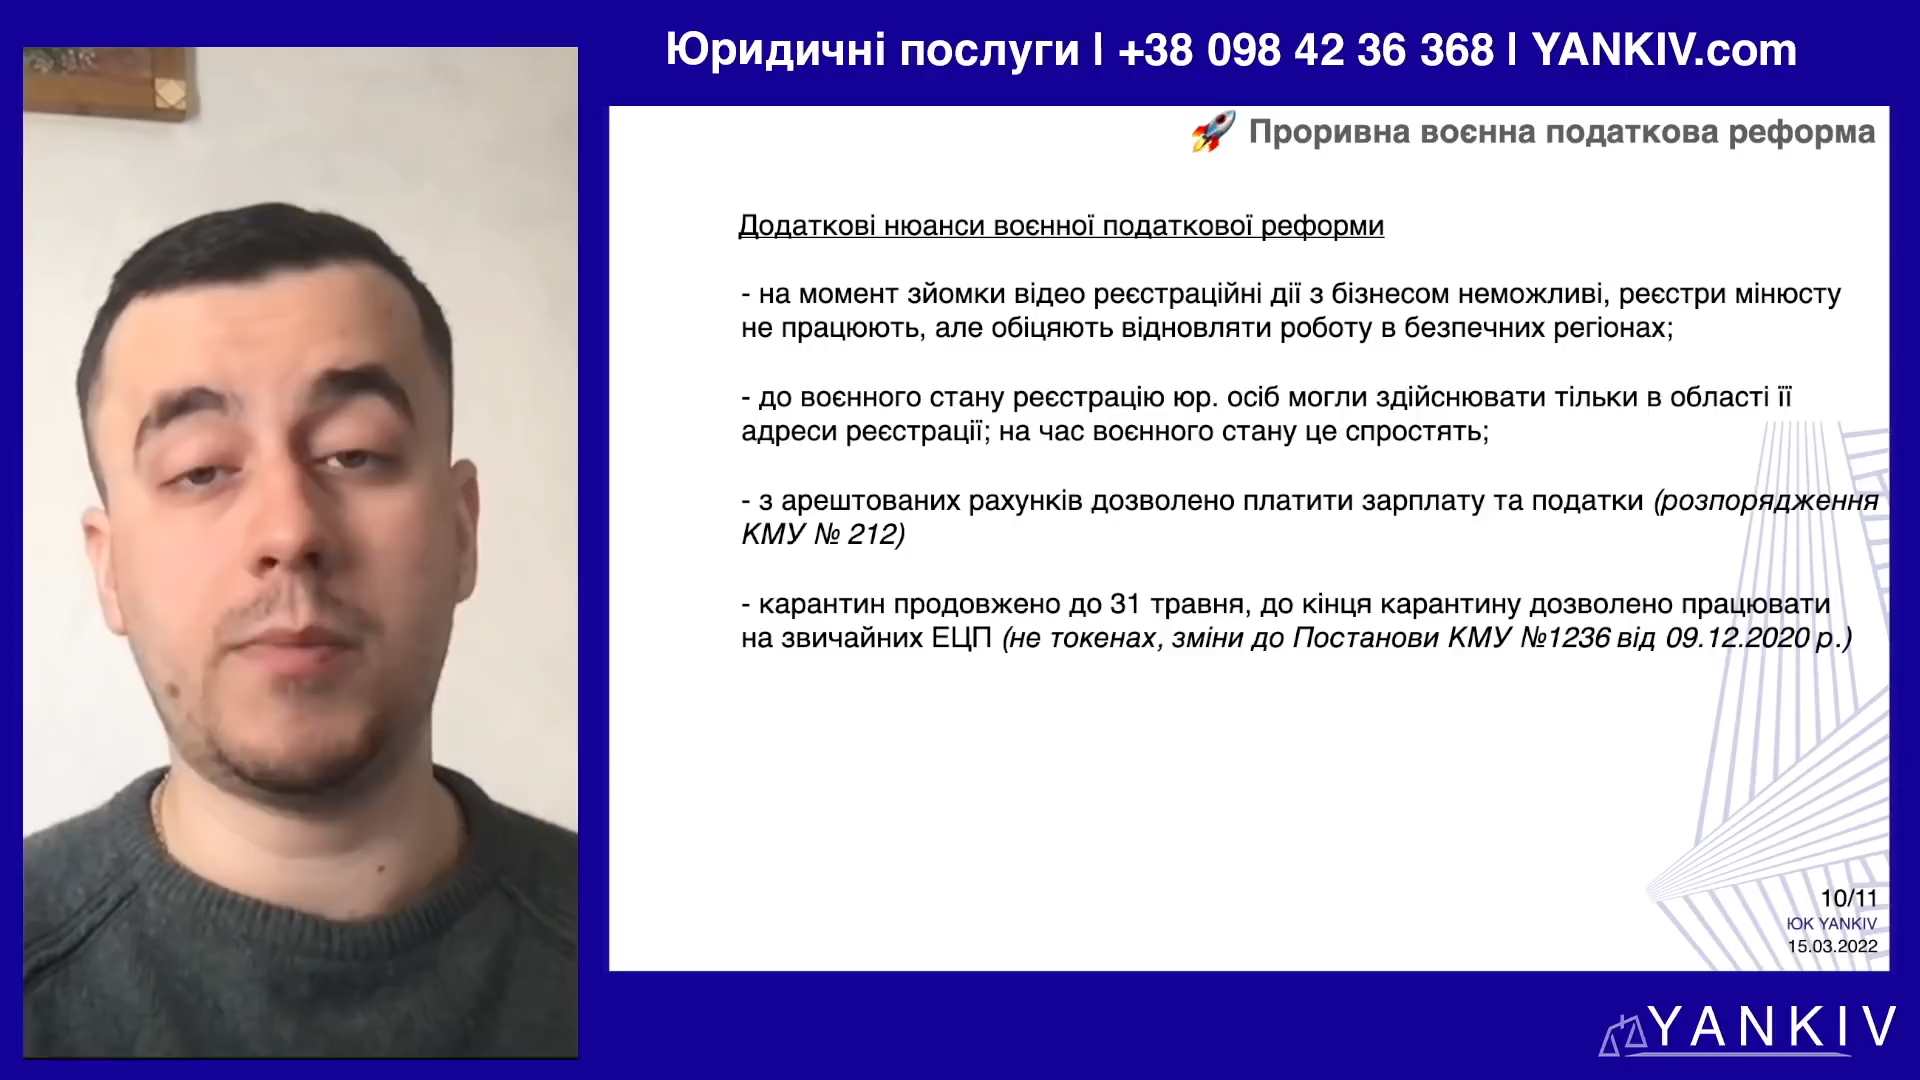 Юридичні послуги | +38 098 42 36 368 | YANKIV.com
🚀 Проривна воєнна податкова реформа
Додаткові нюанси воєнної податкової реформи
- на момент зйомки відео реєстраційні дії з бізнесом неможливі, реєстри мінюсту
не працюють, але обіцяють відновляти роботу в безпечних регіонах;
- до воєнного стану реєстрацію юр. осіб могли здійснювати тільки в області її
адреси реєстрації; на час воєнного стану це спростять;
- з арештованих рахунків дозволено платити зарплату та податки (розпорядження
КМУ № 212)
- карантин продовжено до 31 травня, до кінця карантину дозволено працювати
на звичайних ЕЦП (не токенах, зміни до Постанови КМУ №1236 від 09.12.2020 р.)
10/11
ЮК YANKIV
15.03.2022
YANKIV